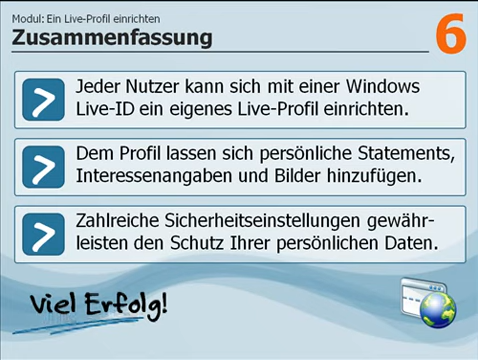 Modul: Ein Live-Profil einrichten
Zusammenfassung
6
Jeder Nutzer kann sich mit einer Windows
Live-ID ein eigenes Live-Profil einrichten.
Dem Profil lassen sich persönliche Statements,
Interessenangaben und Bilder hinzufügen.
Zahlreiche Sicherheitseinstellungen gewähr-
leisten den Schutz Ihrer persönlichen Daten.
Viel Erfolg!